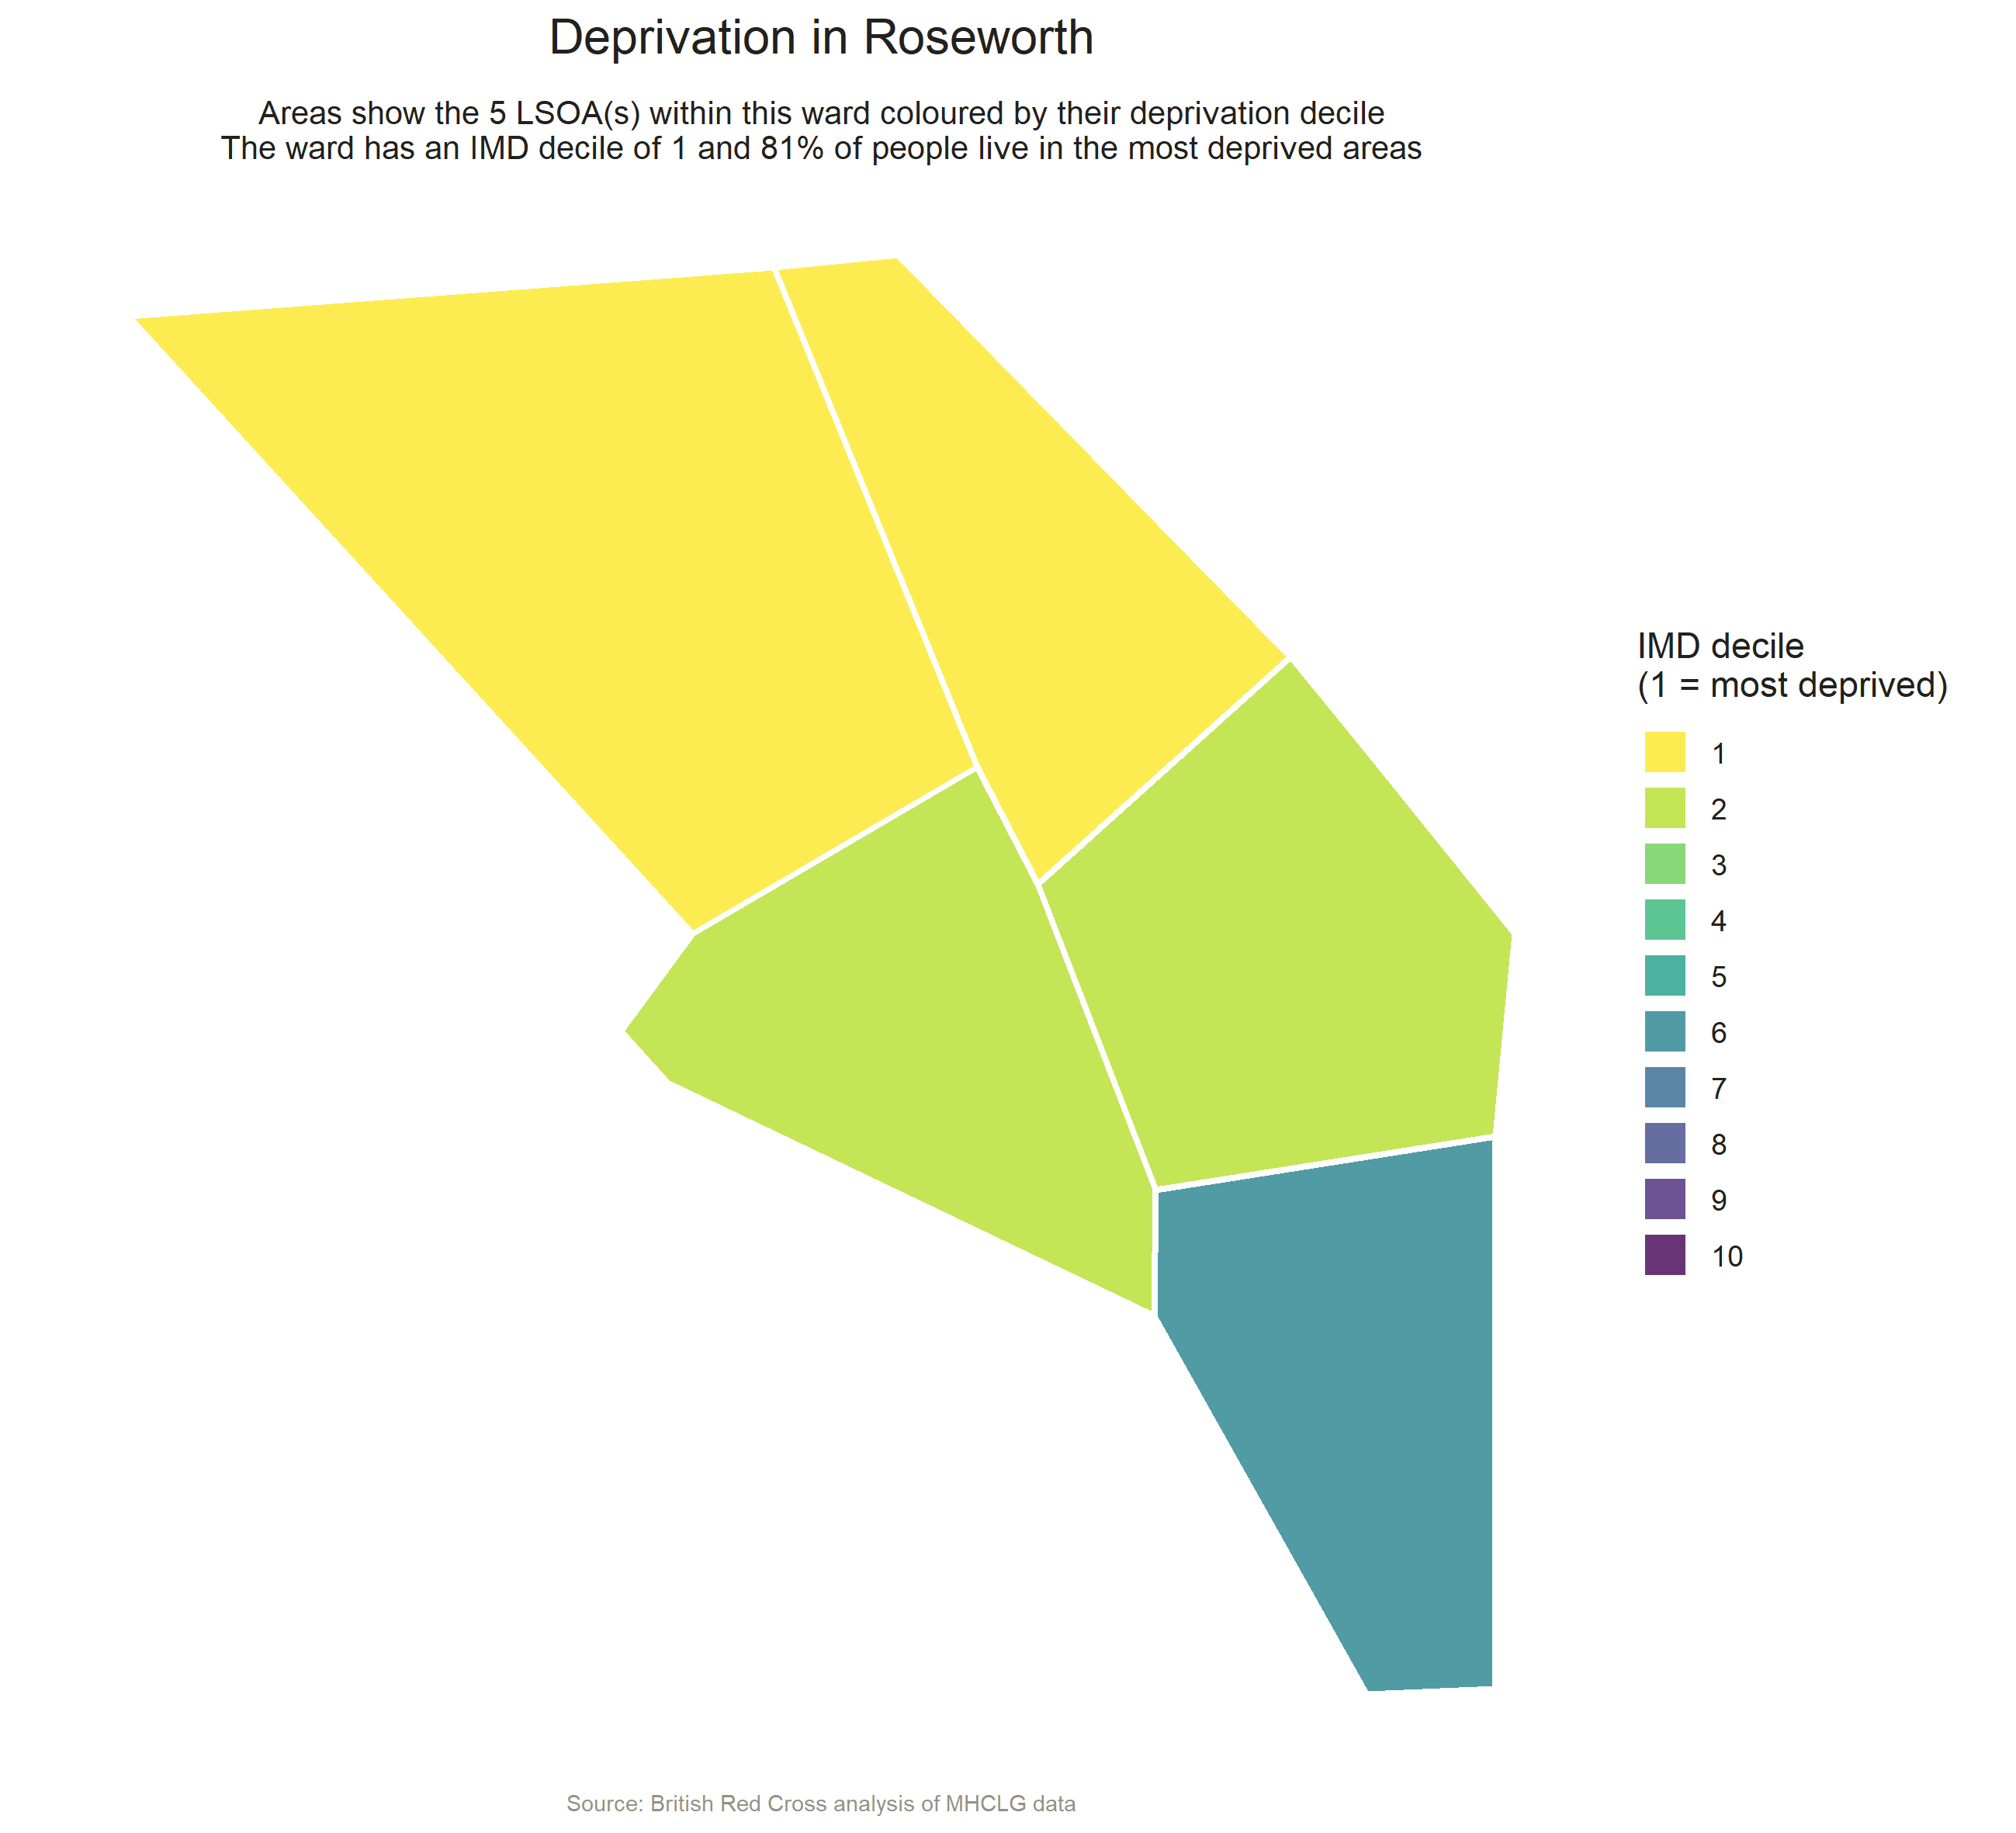 Deprivation in Roseworth
Areas show the 5 LSOA(s) within this ward coloured by their deprivation decile
The ward has an IMD decile of 1 and 81% of people live in the most deprived areas
IMD decile
(1 = most deprived)
1
2
3
4
5
6
7
8
9
10
Source: British Red Cross analysis of MHCLG data